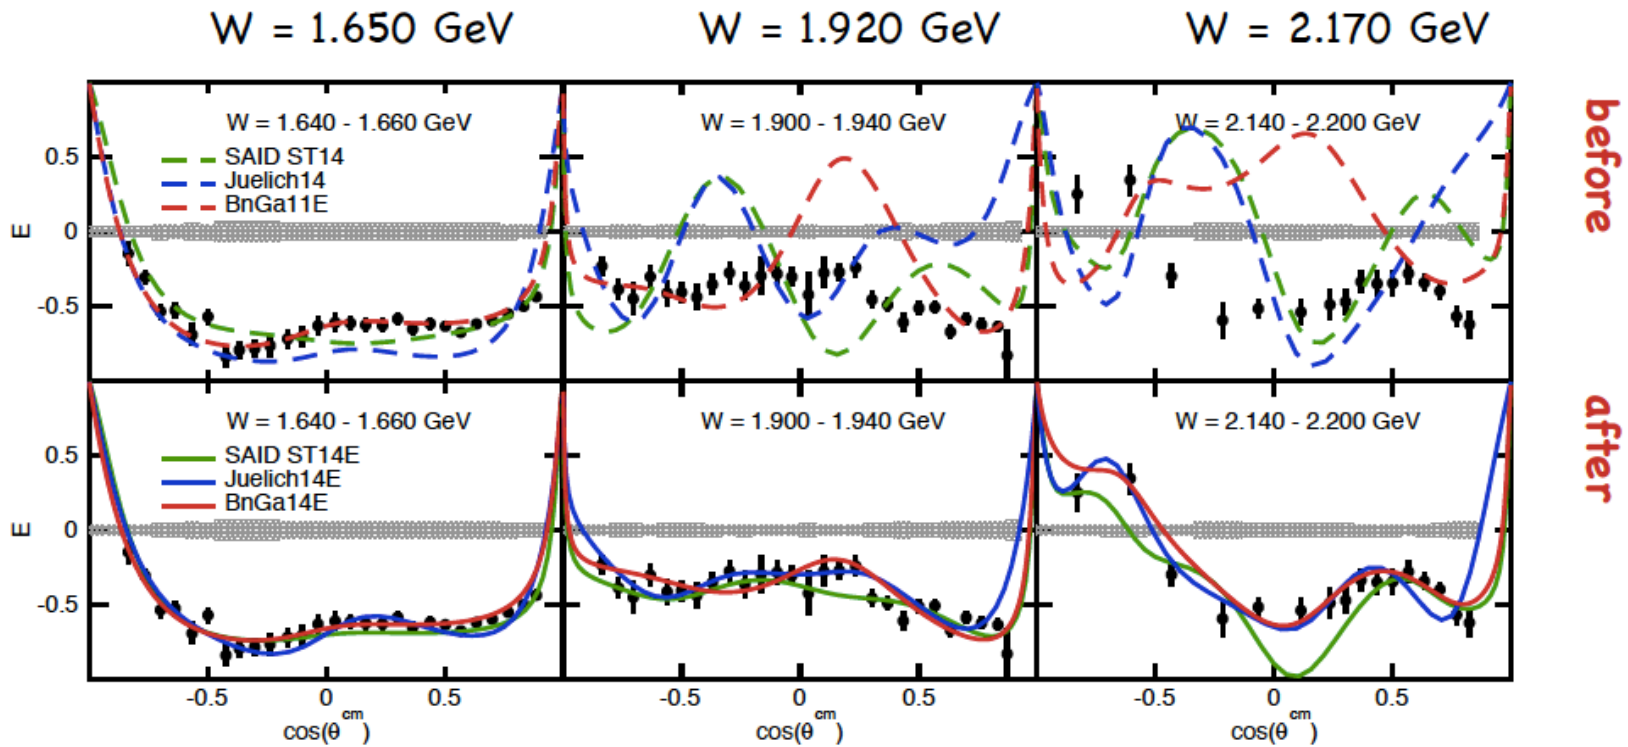 W = 1.650 GeV W = 1.920 GeV W = 2.170 GeV
before
W = 1.640 - 1.660 GeV W = 1.900 - 1.940 GeV W = 2.140 - 2.200 GeV
SAID ST14
Juelich14
BnGa11E
0.5
0
-0.5
E
after
W = 1.640 - 1.660 GeV W = 1.900 - 1.940 GeV W = 2.140 - 2.200 GeV
SAID ST14E
Juelich14E
BnGa14E
0.5
0
-0.5
E
-0.5 0 0.5 -0.5 0 0.5 -0.5 0 0.5
cos(θ^cm) cos(θ^cm) cos(θ^cm)